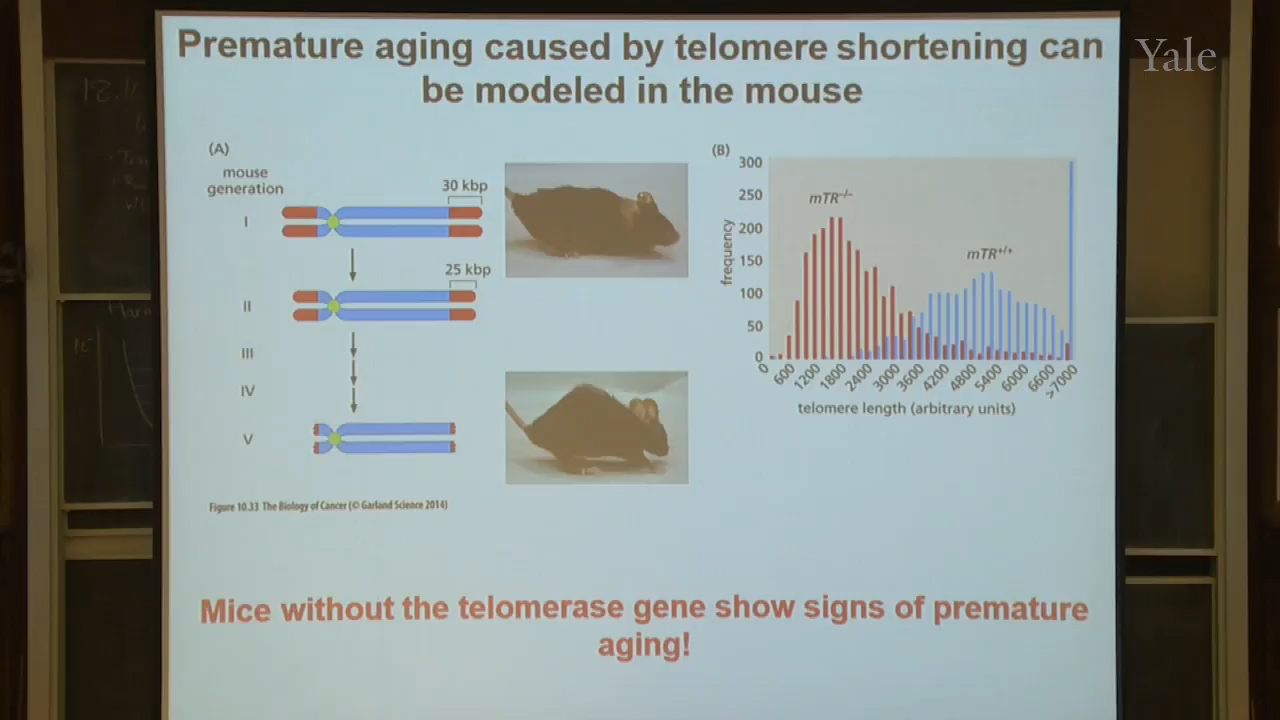 Premature aging caused by telomere shortening can
be modeled in the mouse
Yale
(A)
mouse
generation
30 kbp
I
25 kbp
II
III
IV
V
Figure 10.33 The Biology of Cancer (© Garland Science 2014)
(B)
frequency
300
250
200
150
100
50
0
mTR-/-
mTR+/+
0 600 1200 1800 2400 3000 3600 4200 4800 5400 6000 6600 >7000
telomere length (arbitrary units)
Mice without the telomerase gene show signs of premature
aging!